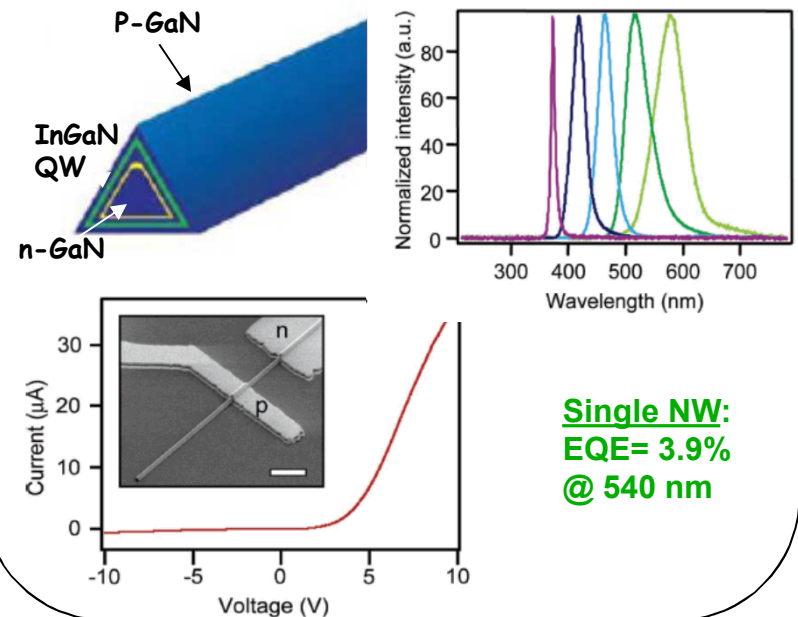 P-GaN
InGaN
QW
n-GaN
Normalized intensity (a.u.)
80
60
40
20
0
300 400 500 600 700
Wavelength (nm)
Current (μA)
30
20
10
0
n
p
-10 -5 0 5 10
Voltage (V)
Single NW:
EQE= 3.9%
@ 540 nm